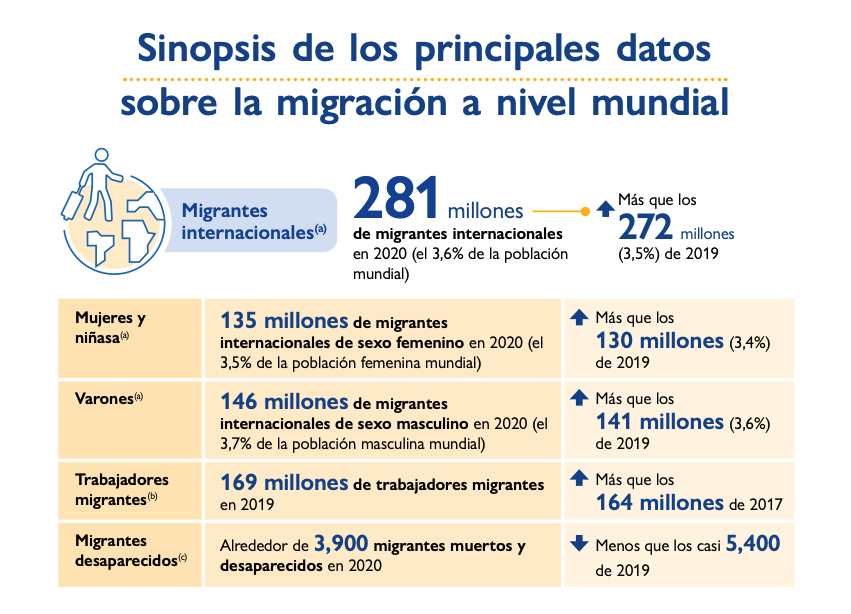 Sinopsis de los principales datos
sobre la migración a nivel mundial
Migrantes
internacionales(a)
281 millones
de migrantes internacionales
en 2020 (el 3,6% de la población
mundial)
Más que los
272 millones
(3,5%) de 2019
Mujeres y
niñas(a)
135 millones de migrantes
internacionales de sexo femenino en 2020 (el
3,5% de la población femenina mundial)
Más que los
130 millones (3,4%)
de 2019
Varones(a)
146 millones de migrantes
internacionales de sexo masculino en 2020 (el
3,7% de la población masculina mundial)
Más que los
141 millones (3,6%)
de 2019
Trabajadores
migrantes(b)
169 millones de trabajadores migrantes
en 2019
Más que los
164 millones de 2017
Migrantes
desaparecidos(c)
Alrededor de 3,900 migrantes muertos y
desaparecidos en 2020
Menos que los casi 5,400
de 2019